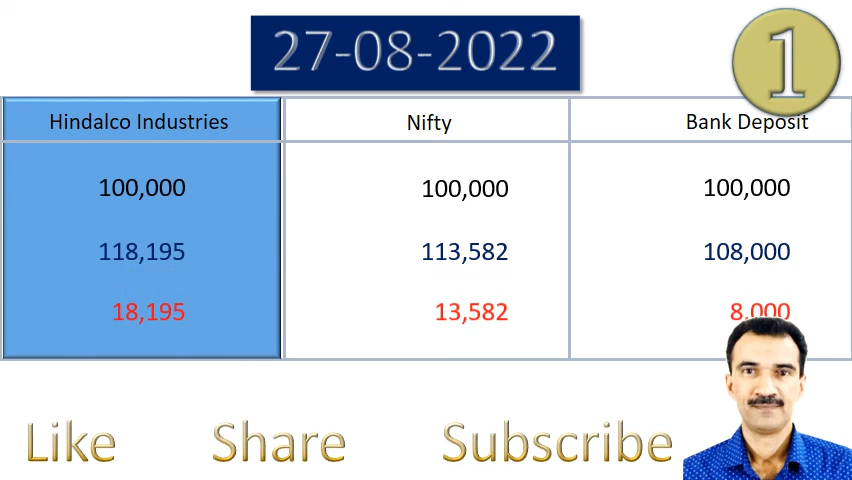 27-08-2022
1
Hindalco Industries Nifty Bank Deposit
100,000 100,000 100,000
118,195 113,582 108,000
18,195 13,582 8,000
Like Share Subscribe